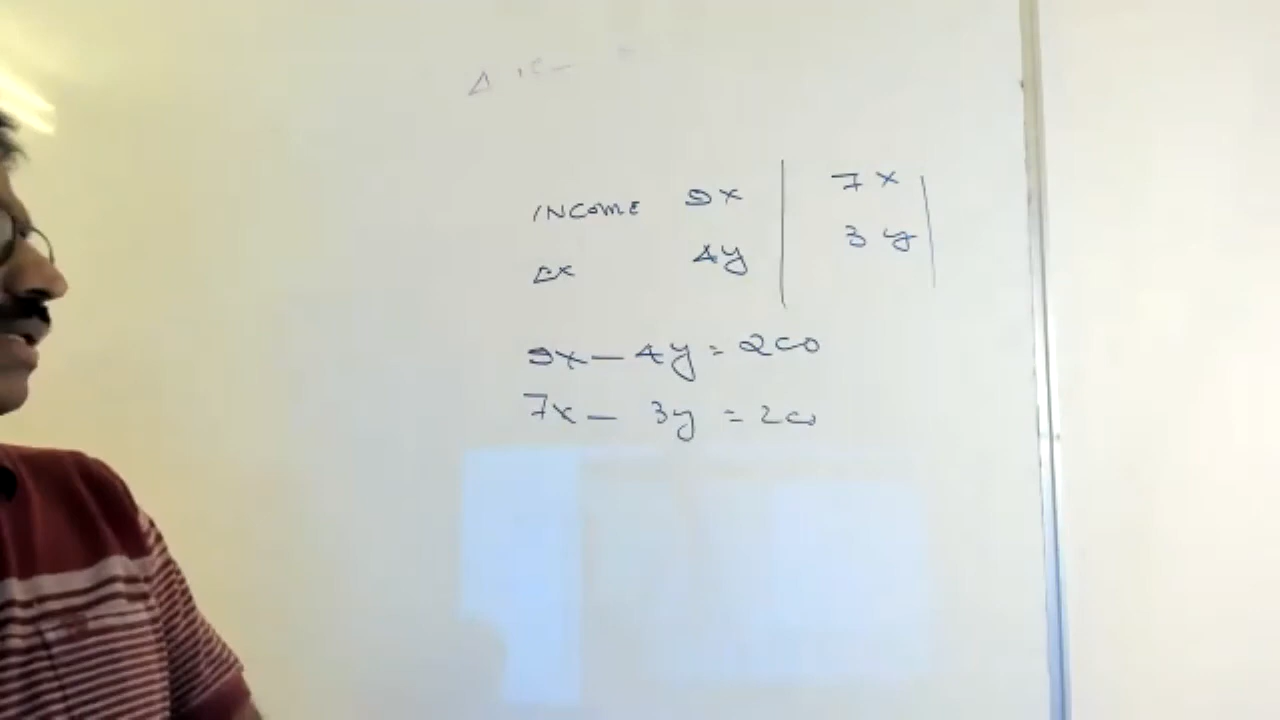 INCOME 9x 7x
EX 4y 3y
9x - 4y = 200
7x - 3y = 200